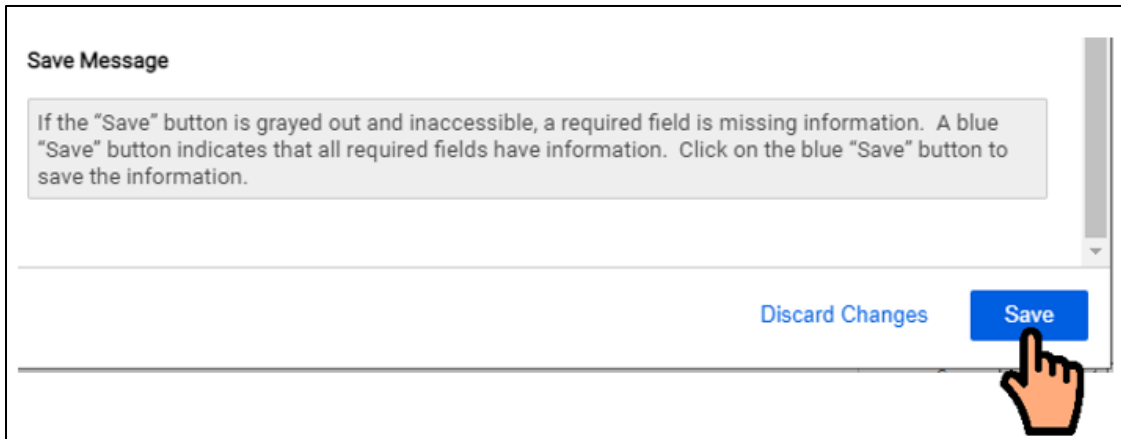 Save Message
If the “Save” button is grayed out and inaccessible, a required field is missing information.  A blue
“Save” button indicates that all required fields have information.  Click on the blue “Save” button to
save the information.
Discard Changes
Save